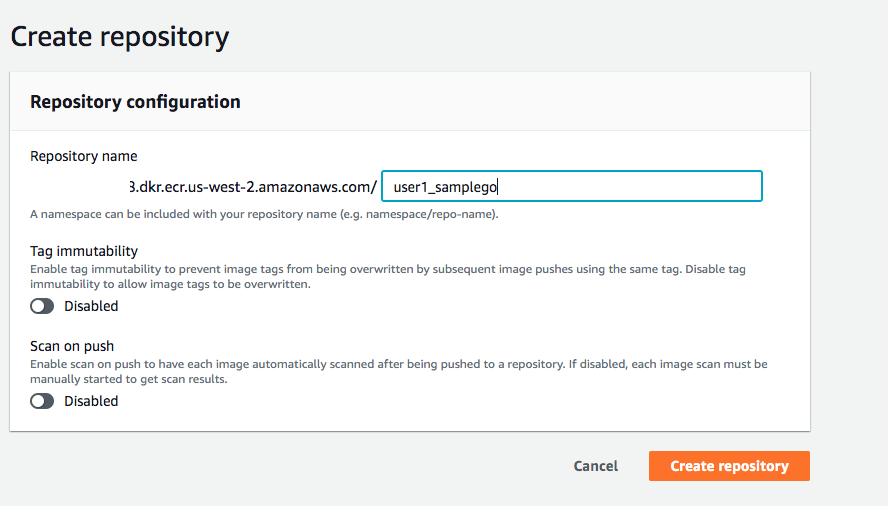 Create repository
Repository configuration
Repository name
3.dkr.ecr.us-west-2.amazonaws.com/ user1_samplego
A namespace can be included with your repository name (e.g. namespace/repo-name).
Tag immutability
Enable tag immutability to prevent image tags from being overwritten by subsequent image pushes using the same tag. Disable tag
immutability to allow image tags to be overwritten.
Disabled
Scan on push
Enable scan on push to have each image automatically scanned after being pushed to a repository. If disabled, each image scan must be
manually started to get scan results.
Disabled
Cancel Create repository